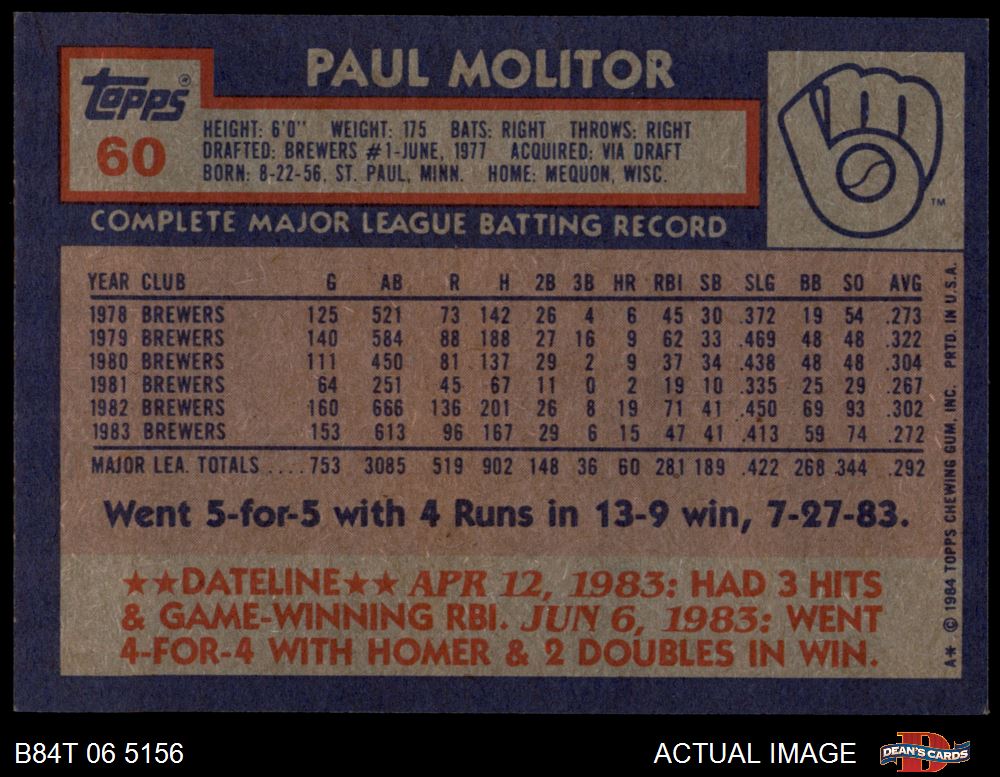 PAUL MOLITOR
Topps®
60
HEIGHT: 6'0" WEIGHT: 175 BATS: RIGHT THROWS: RIGHT
DRAFTED: BREWERS #1-JUNE, 1977 ACQUIRED: VIA DRAFT
BORN: 8-22-56, ST. PAUL, MINN. HOME: MEQUON, WISC.
TM
COMPLETE MAJOR LEAGUE BATTING RECORD
YEAR CLUB G AB R H 2B 3B HR RBI SB SLG BB SO AVG
1978 BREWERS 125 521 73 142 26 4 6 45 30 .372 19 54 .273
1979 BREWERS 140 584 88 188 27 16 9 62 33 .469 48 48 .322
1980 BREWERS 111 450 81 137 29 2 9 37 34 .438 48 48 .304
1981 BREWERS 64 251 45 67 11 0 2 19 10 .335 25 29 .267
1982 BREWERS 160 666 136 201 26 8 19 71 41 .450 69 93 .302
1983 BREWERS 153 613 96 167 29 6 15 47 41 .413 59 74 .272
MAJOR LEA. TOTALS ....753 3085 519 902 148 36 60 281 189 .422 268 344 .292
Went 5-for-5 with 4 Runs in 13-9 win, 7-27-83.
★★DATELINE★★ APR 12, 1983: HAD 3 HITS
& GAME-WINNING RBI. JUN 6, 1983: WENT
4-FOR-4 WITH HOMER & 2 DOUBLES IN WIN.
A* © 1984 TOPPS CHEWING GUM, INC. PRTD. IN U.S.A.
B84T 06 5156 ACTUAL IMAGE
DEAN'S CARDS